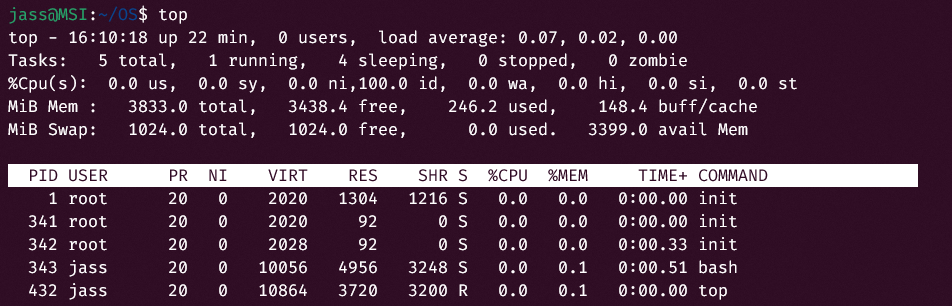 jass@MSI:~/OS$ top
top - 16:10:18 up 22 min,  0 users,  load average: 0.07, 0.02, 0.00
Tasks:   5 total,   1 running,   4 sleeping,   0 stopped,   0 zombie
%Cpu(s):  0.0 us,  0.0 sy,  0.0 ni,100.0 id,  0.0 wa,  0.0 hi,  0.0 si,  0.0 st
MiB Mem :   3833.0 total,   3438.4 free,    246.2 used,    148.4 buff/cache
MiB Swap:   1024.0 total,   1024.0 free,      0.0 used.   3399.0 avail Mem
PID USER      PR  NI    VIRT    RES    SHR S  %CPU  %MEM     TIME+ COMMAND
1 root      20   0    2020   1304   1216 S   0.0   0.0   0:00.00 init
341 root      20   0    2020     92      0 S   0.0   0.0   0:00.00 init
342 root      20   0    2028     92      0 S   0.0   0.0   0:00.33 init
343 jass      20   0   10056   4956   3248 S   0.0   0.1   0:00.51 bash
432 jass      20   0   10864   3720   3200 R   0.0   0.1   0:00.00 top